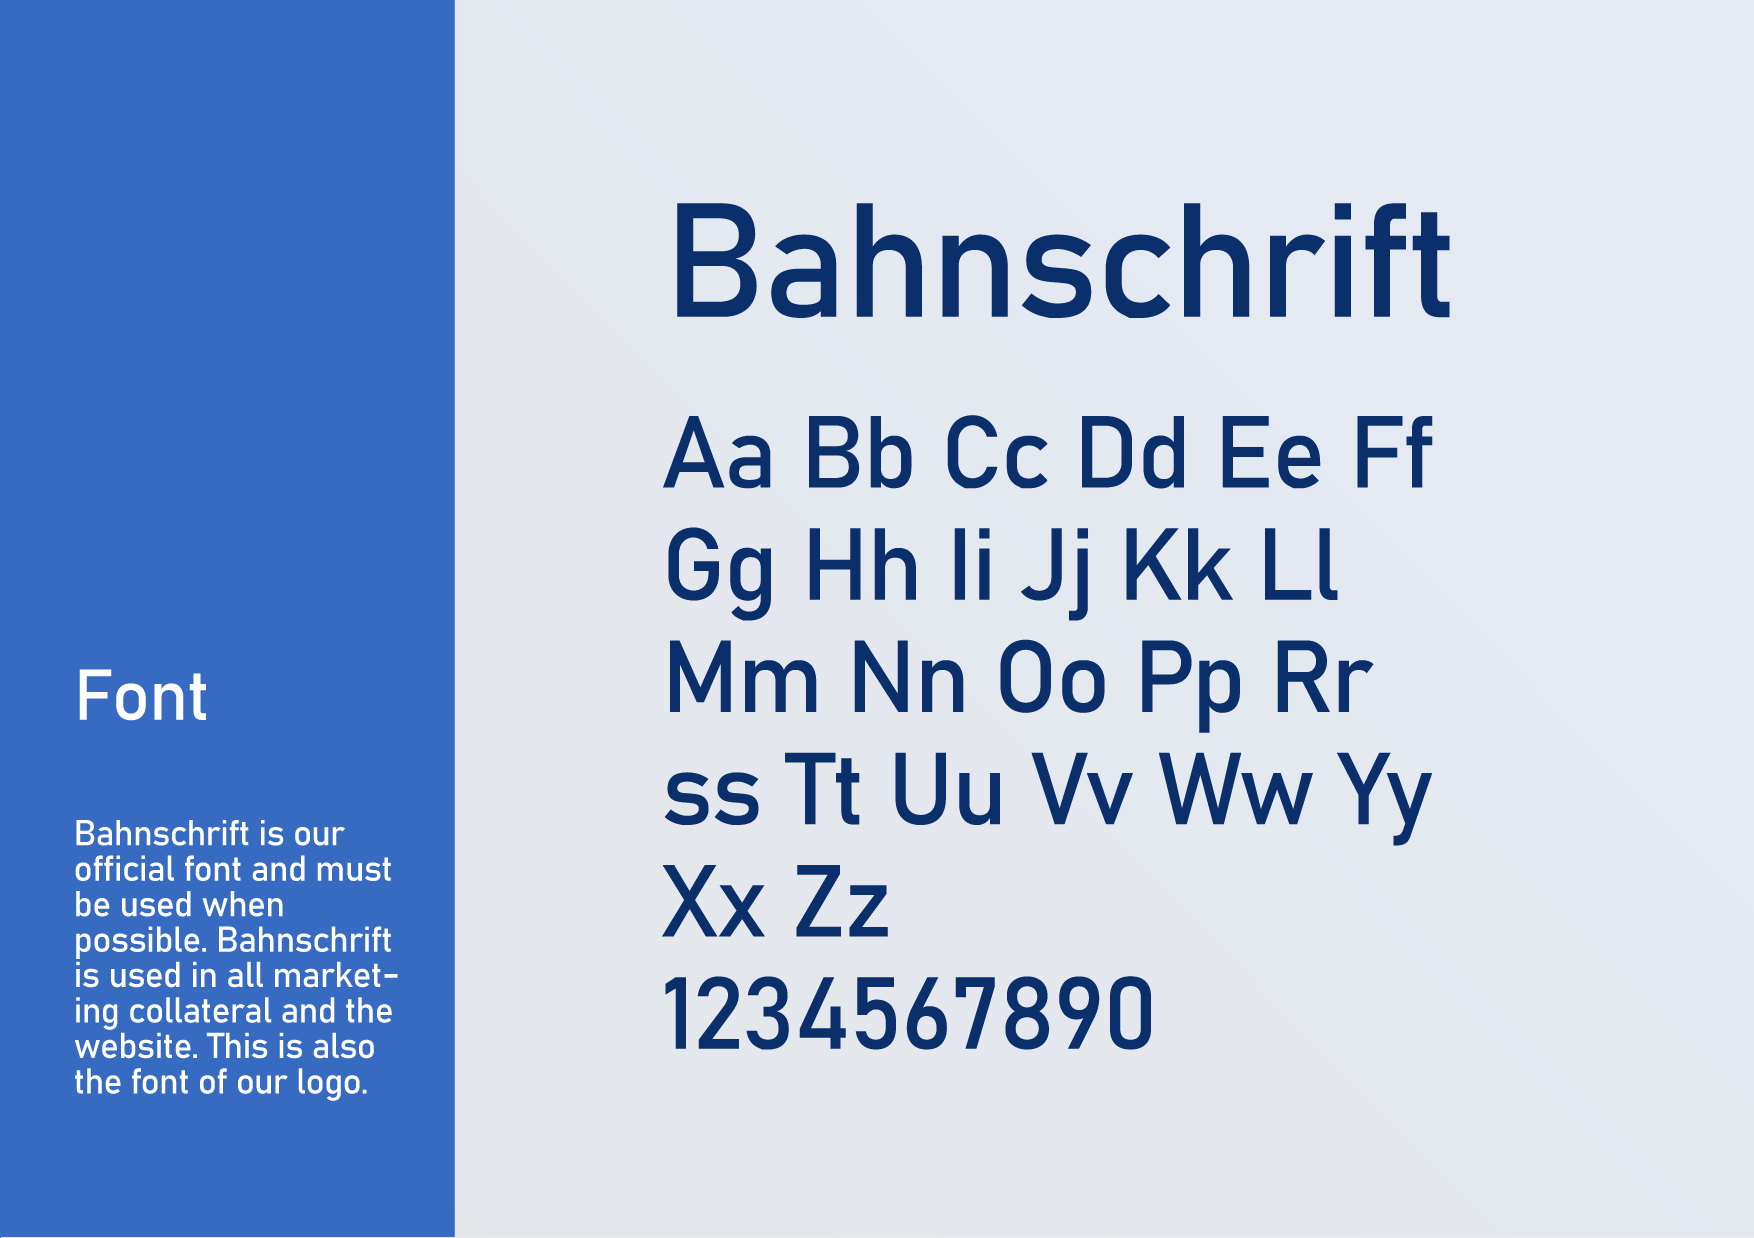 Bahnschrift
Aa Bb Cc Dd Ee Ff
Gg Hh Ii Jj Kk Ll
Mm Nn Oo Pp Rr
ss Tt Uu Vv Ww Yy
Xx Zz
1234567890
Font
Bahnschrift is our
official font and must
be used when
possible. Bahnschrift
is used in all market-
ing collateral and the
website. This is also
the font of our logo.